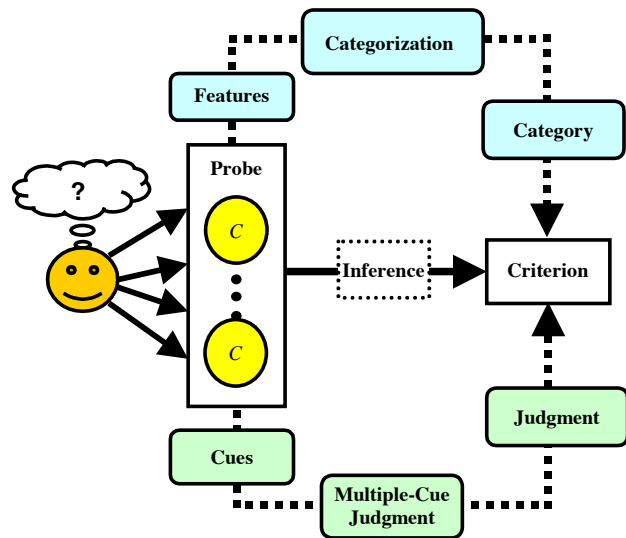 Categorization
Features
Category
Probe
?
C
Inference
Criterion
C
Judgment
Cues
Multiple-Cue
Judgment